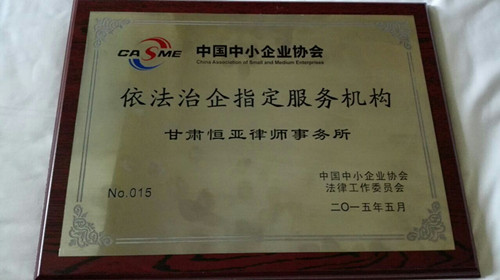 CASME 中国中小企业协会
China Association of Small and Medium Enterprises
依法治企指定服务机构
甘肃恒亚律师事务所
中国中小企业协会
法律工作委员会
No.015
二〇一五年五月